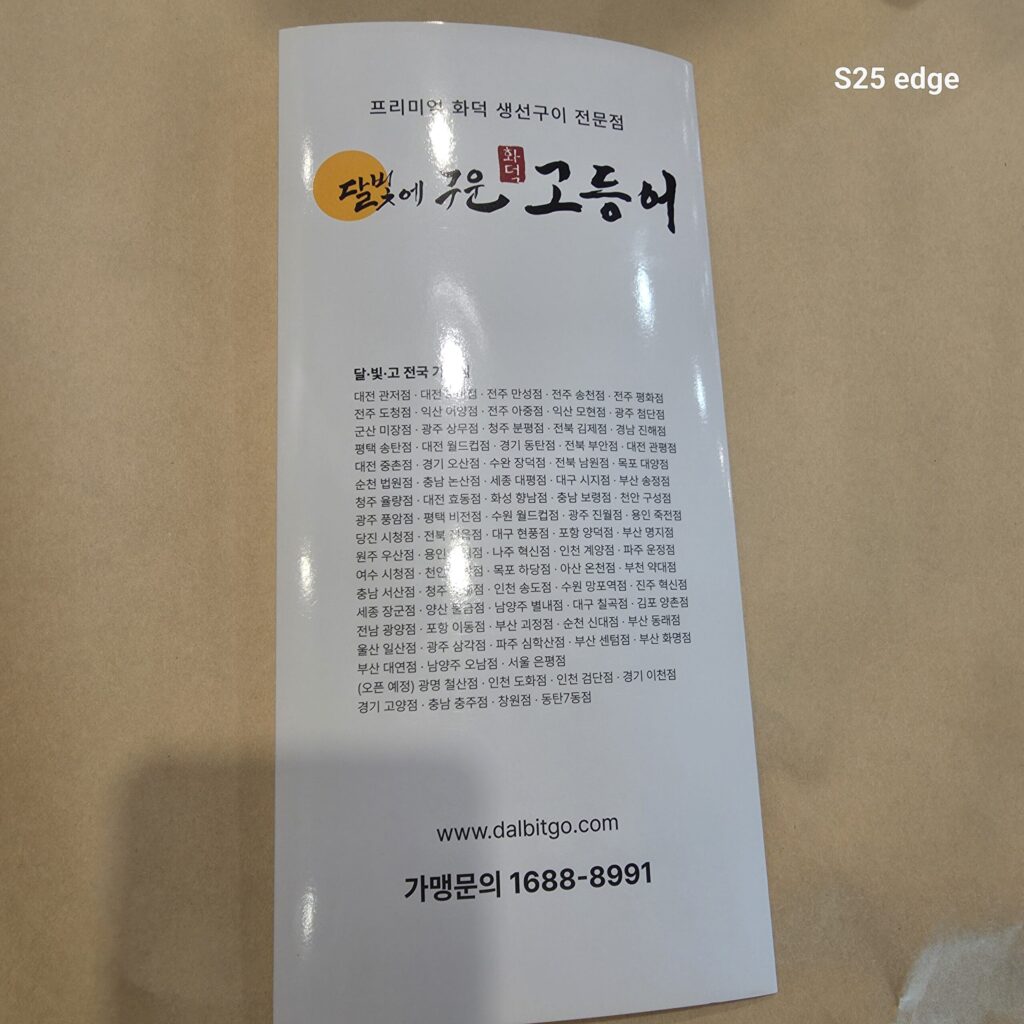 S25 edge
프리미엄 화덕 생선구이 전문점
달빛에 구운 화덕 고등어
달·빛·고 전국
대전 관저점 · 대전 · 전주 만성점 · 전주 송천점 · 전주 평화점
전주 도청점 · 익산 어양점 · 전주 아중점 · 익산 모현점 · 광주 첨단점
군산 미장점 · 광주 상무점 · 청주 분평점 · 전북 김제점 · 경남 진해점
평택 송탄점 · 대전 월드컵점 · 경기 동탄점 · 전북 부안점 · 대전 관평점
대전 중촌점 · 경기 오산점 · 수완 장덕점 · 전북 남원점 · 목포 대양점
순천 법원점 · 충남 논산점 · 세종 대평점 · 대구 시지점 · 부산 송정점
청주 율량점 · 대전 효동점 · 화성 향남점 · 충남 보령점 · 천안 구성점
광주 풍암점 · 평택 비전점 · 수원 월드컵점 · 광주 진월점 · 용인 죽전점
당진 시청점 · 전북 · 대구 현풍점 · 포항 양덕점 · 부산 명지점
원주 우산점 · 용인 · 나주 혁신점 · 인천 계양점 · 파주 운정점
여수 시청점 · 천안 · 목포 하당점 · 아산 온천점 · 부천 약대점
충남 서산점 · 청주 · 인천 송도점 · 수원 망포역점 · 진주 혁신점
세종 장군점 · 양산 물금점 · 남양주 별내점 · 대구 칠곡점 · 김포 양촌점
전남 광양점 · 포항 이동점 · 부산 괴정점 · 순천 신대점 · 부산 동래점
울산 일산점 · 광주 삼각점 · 파주 심학산점 · 부산 센텀점 · 부산 화명점
부산 대연점 · 남양주 오남점 · 서울 은평점
(오픈 예정) 광명 철산점 · 인천 도화점 · 인천 검단점 · 경기 이천점
경기 고양점 · 충남 충주점 · 창원점 · 동탄7동점
www.dalbitgo.com
가맹문의 1688-8991